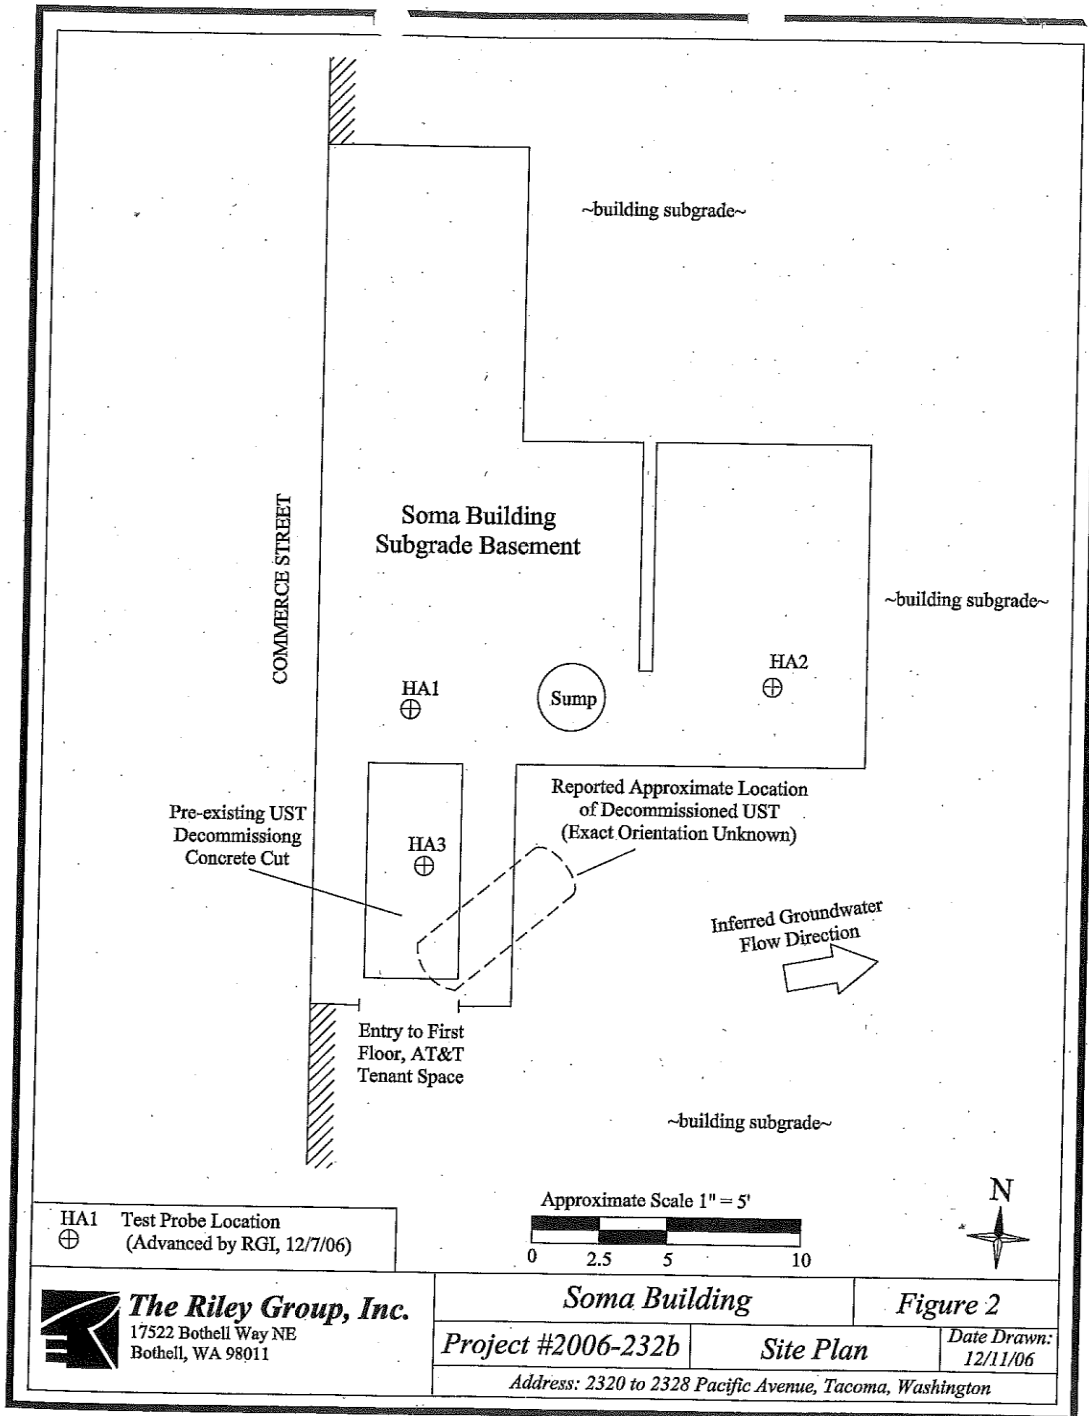 ~building subgrade~
Soma Building
Subgrade Basement
COMMERCE STREET
~building subgrade~
HA1
Sump
HA2
Pre-existing UST
Decommissiong
Concrete Cut
HA3
Reported Approximate Location
of Decommissioned UST
(Exact Orientation Unknown)
Inferred Groundwater
Flow Direction
Entry to First
Floor, AT&T
Tenant Space
~building subgrade~
HA1 Test Probe Location
(Advanced by RGI, 12/7/06)
Approximate Scale 1" = 5'
0 2.5 5 10
N
The Riley Group, Inc.
17522 Bothell Way NE
Bothell, WA 98011
Soma Building
Figure 2
Project #2006-232b
Site Plan
Date Drawn:
12/11/06
Address: 2320 to 2328 Pacific Avenue, Tacoma, Washington